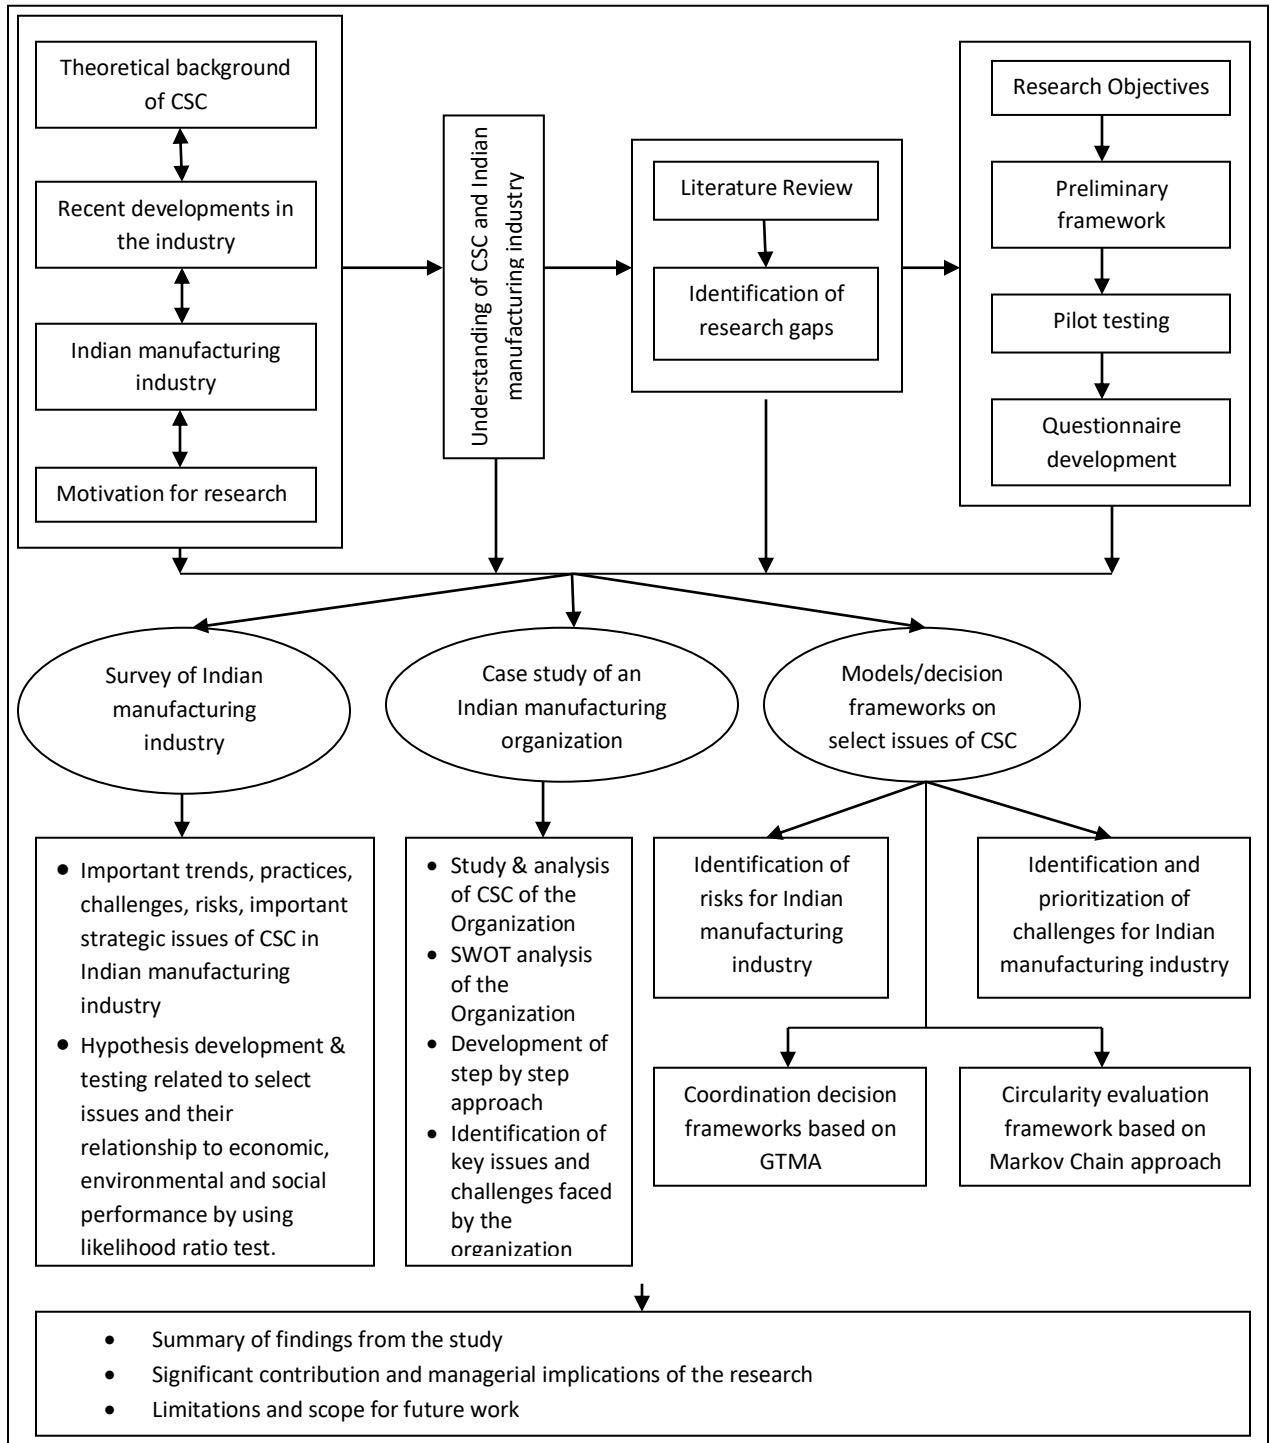 Theoretical background
of CSC
Recent developments in
the industry
Indian manufacturing
industry
Motivation for research
Understanding of CSC and Indian
manufacturing industry
Literature Review
Identification of
research gaps
Research Objectives
Preliminary
framework
Pilot testing
Questionnaire
development
Survey of Indian
manufacturing
industry
Case study of an
Indian manufacturing
organization
Models/decision
frameworks on
select issues of CSC
● Important trends, practices,
challenges, risks, important
strategic issues of CSC in
Indian manufacturing
industry
● Hypothesis development &
testing related to select
issues and their
relationship to economic,
environmental and social
performance by using
likelihood ratio test.
• Study & analysis
of CSC of the
Organization
• SWOT analysis
of the
Organization
• Development of
step by step
approach
• Identification of
key issues and
challenges faced
by the
organization
Identification of
risks for Indian
manufacturing
industry
Identification and
prioritization of
challenges for Indian
manufacturing industry
Coordination decision
frameworks based on
GTMA
Circularity evaluation
framework based on
Markov Chain approach
• Summary of findings from the study
• Significant contribution and managerial implications of the research
• Limitations and scope for future work